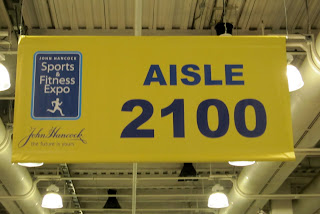 JOHN HANCOCK
Sports
&
Fitness
Expo
John Hancock
the future is yours
AISLE
2100